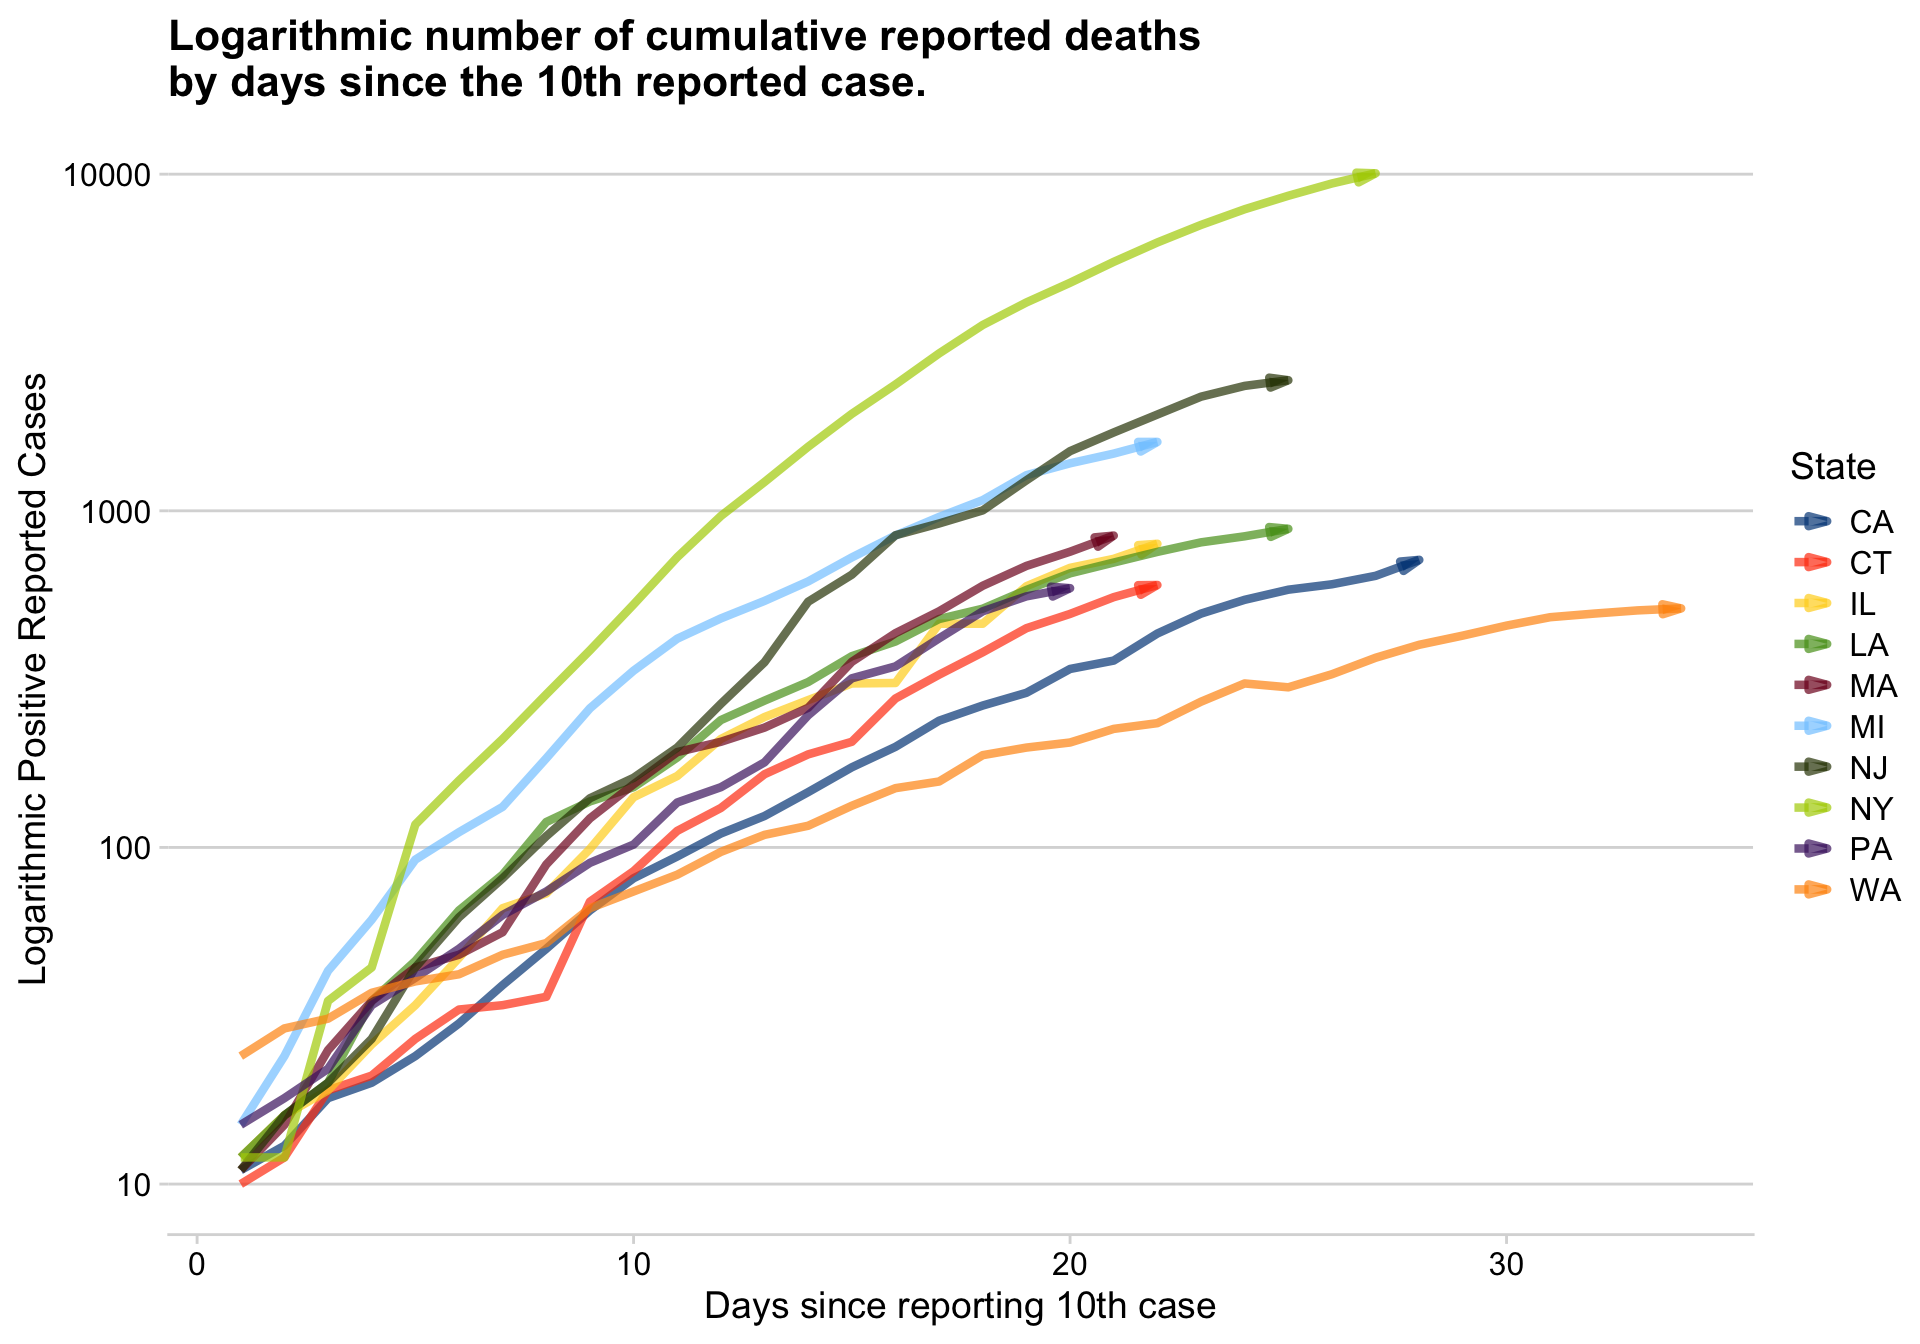 Logarithmic number of cumulative reported deaths
by days since the 10th reported case.
Logarithmic Positive Reported Cases
10000
1000
100
10
0
10
20
30
Days since reporting 10th case
State
CA
CT
IL
LA
MA
MI
NJ
NY
PA
WA